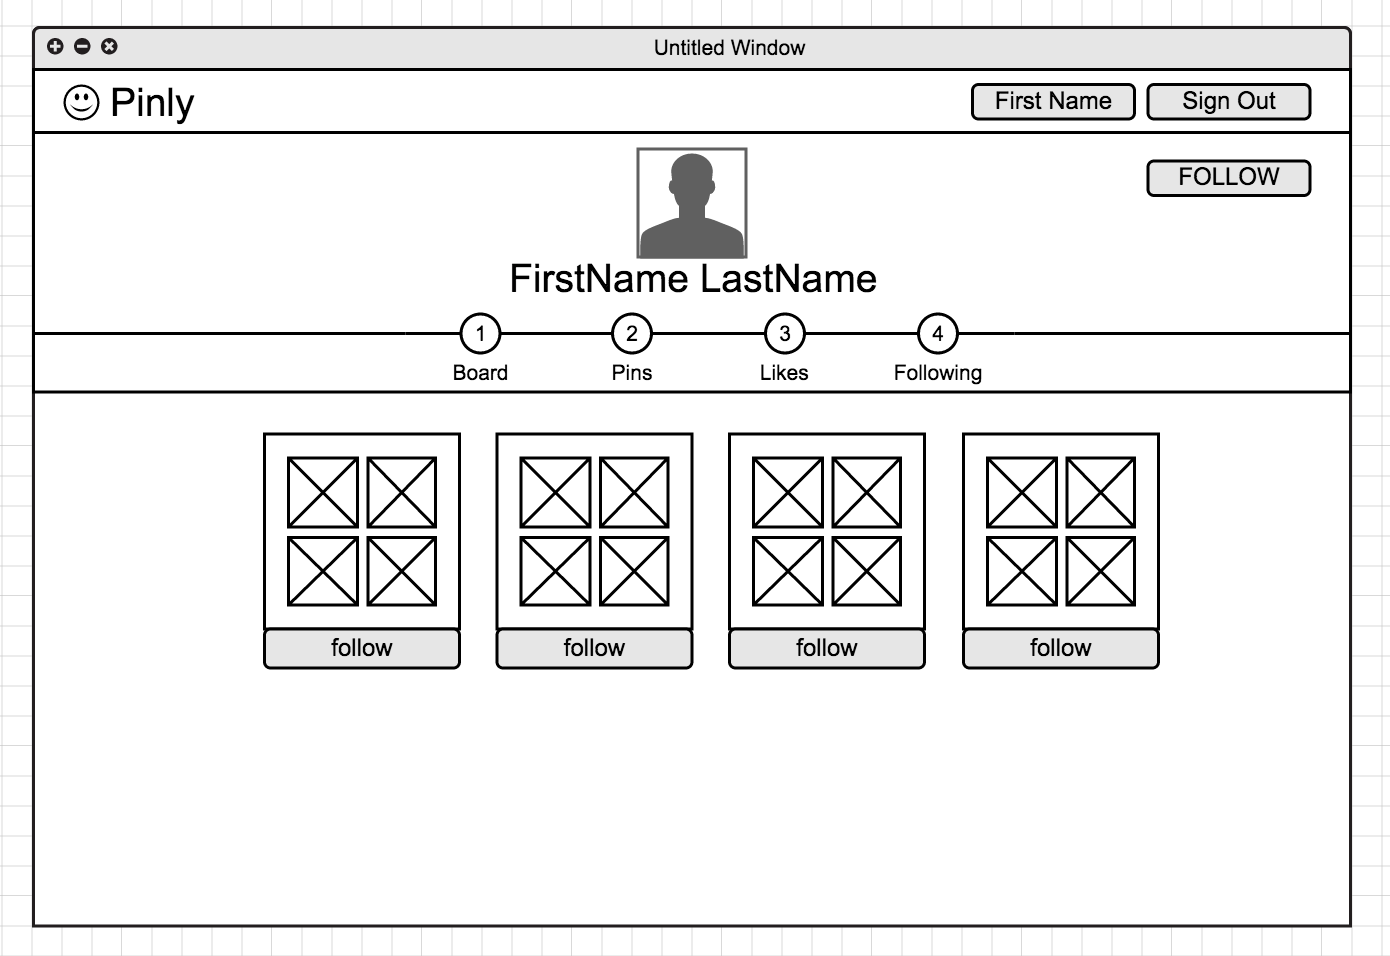 Untitled Window
Pinly
First Name
Sign Out
FOLLOW
FirstName LastName
1 2 3 4
Board Pins Likes Following
follow follow follow follow